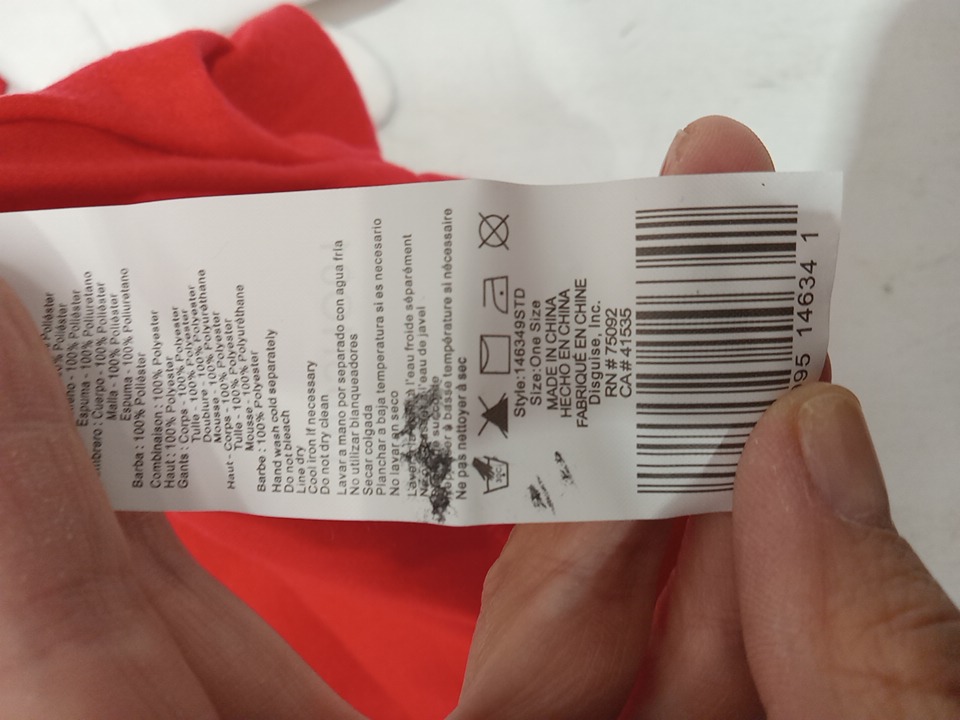 Poliéster
100% Poliéster
100% Poliéster
Espuma - 100% Poliuretano
Cuerpo - 100% Poliéster
Malla - 100% Poliéster
Espuma - 100% Poliuretano
Barba : 100% Poliéster
Combinaison : 100% Polyester
Haut : 100% Polyester
Gants : Corps - 100% Polyester
Tulle - 100% Polyester
Doublure - 100% Polyester
Mousse - 100% Polyuréthane
Haut - Corps - 100% Polyester
Tulle - 100% Polyester
Mousse - 100% Polyuréthane
Barbe : 100% Polyester
Hand wash cold separately
Do not bleach
Line dry
Cool iron if necessary
Do not dry clean
Lavar a mano por separado con agua fría
No utilizar blanqueadores
Secar colgada
Planchar a baja temperatura si es necesario
No lavar en seco
l'eau froide séparément
d'eau de javel
à basse température si nécessaire
Ne pas nettoyer à sec
Style:146349STD
Size:One Size
MADE IN CHINA
HECHO EN CHINA
FABRIQUÉ EN CHINE
Disguise, Inc.
RN # 75092
CA# 41535
95 14634 1